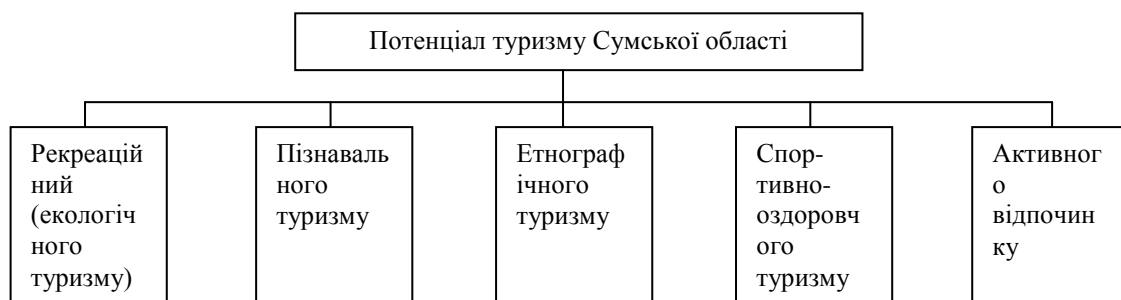 Потенціал туризму Сумської області
Рекреацій
ний
(екологіч
ного
туризму)
Пізнаваль
ного
туризму
Етнограф
ічного
туризму
Спор-
тивно-
оздоровч
ого
туризму
Активног
о
відпочин
ку